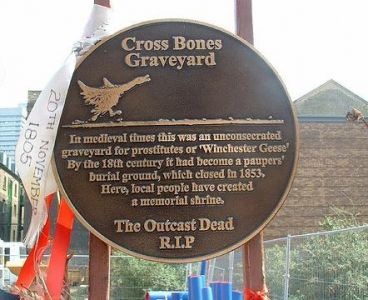 Cross Bones
Graveyard
In medieval times this was an unconsecrated
graveyard for prostitutes or 'Winchester Geese'
By the 18th century it had become a paupers'
burial ground, which closed in 1853.
Here, local people have created
a memorial shrine.
The Outcast Dead
R.I.P
20TH NOVEMBER
1805